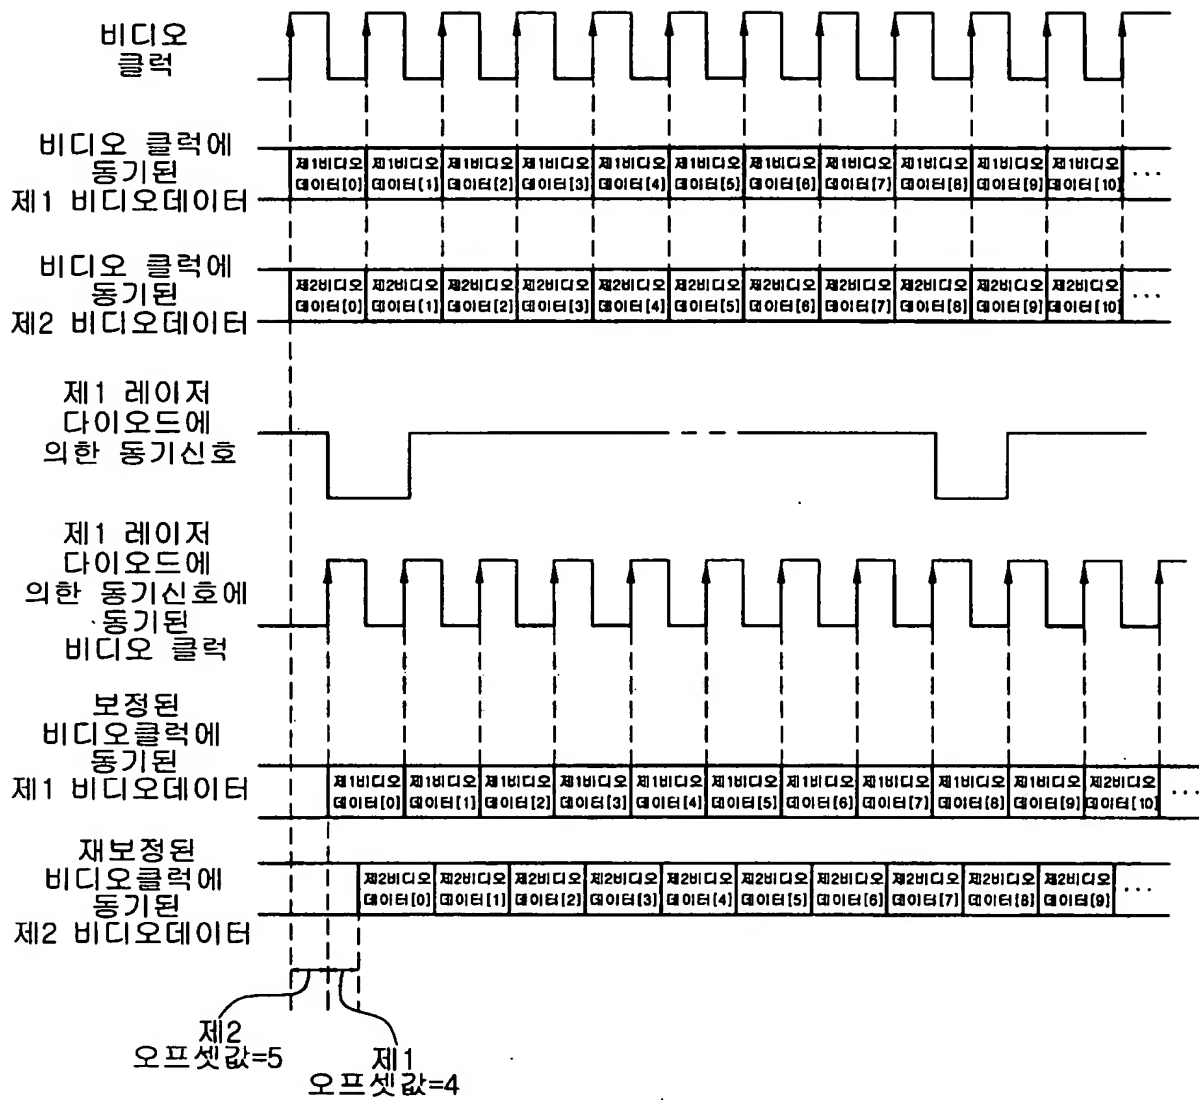 비디오
클럭
비디오 클럭에
동기된
제1 비디오데이터
제1비디오 제1비디오 제1비디오 제1비디오 제1비디오 제1비디오 제1비디오 제1비디오 제1비디오 제1비디오 제1비디오
데이터[0] 데이터[1] 데이터[2] 데이터[3] 데이터[4] 데이터[5] 데이터[6] 데이터[7] 데이터[8] 데이터[9] 데이터[10] ...
비디오 클럭에
동기된
제2 비디오데이터
제2비디오 제2비디오 제2비디오 제2비디오 제2비디오 제2비디오 제2비디오 제2비디오 제2비디오 제2비디오 제2비디오
데이터[0] 데이터[1] 데이터[2] 데이터[3] 데이터[4] 데이터[5] 데이터[6] 데이터[7] 데이터[8] 데이터[9] 데이터[10] ...
제1 레이저
다이오드에
의한 동기신호
제1 레이저
다이오드에
의한 동기신호에
동기된
비디오 클럭
보정된
비디오클럭에
동기된
제1 비디오데이터
제1비디오 제1비디오 제1비디오 제1비디오 제1비디오 제1비디오 제1비디오 제1비디오 제1비디오 제1비디오 제2비디오
데이터[0] 데이터[1] 데이터[2] 데이터[3] 데이터[4] 데이터[5] 데이터[6] 데이터[7] 데이터[8] 데이터[9] 데이터[10] ...
재보정된
비디오클럭에
동기된
제2 비디오데이터
제2비디오 제2비디오 제2비디오 제2비디오 제2비디오 제2비디오 제2비디오 제2비디오 제2비디오 제2비디오
데이터[0] 데이터[1] 데이터[2] 데이터[3] 데이터[4] 데이터[5] 데이터[6] 데이터[7] 데이터[8] 데이터[9] ...
제2
오프셋값=5
제1
오프셋값=4